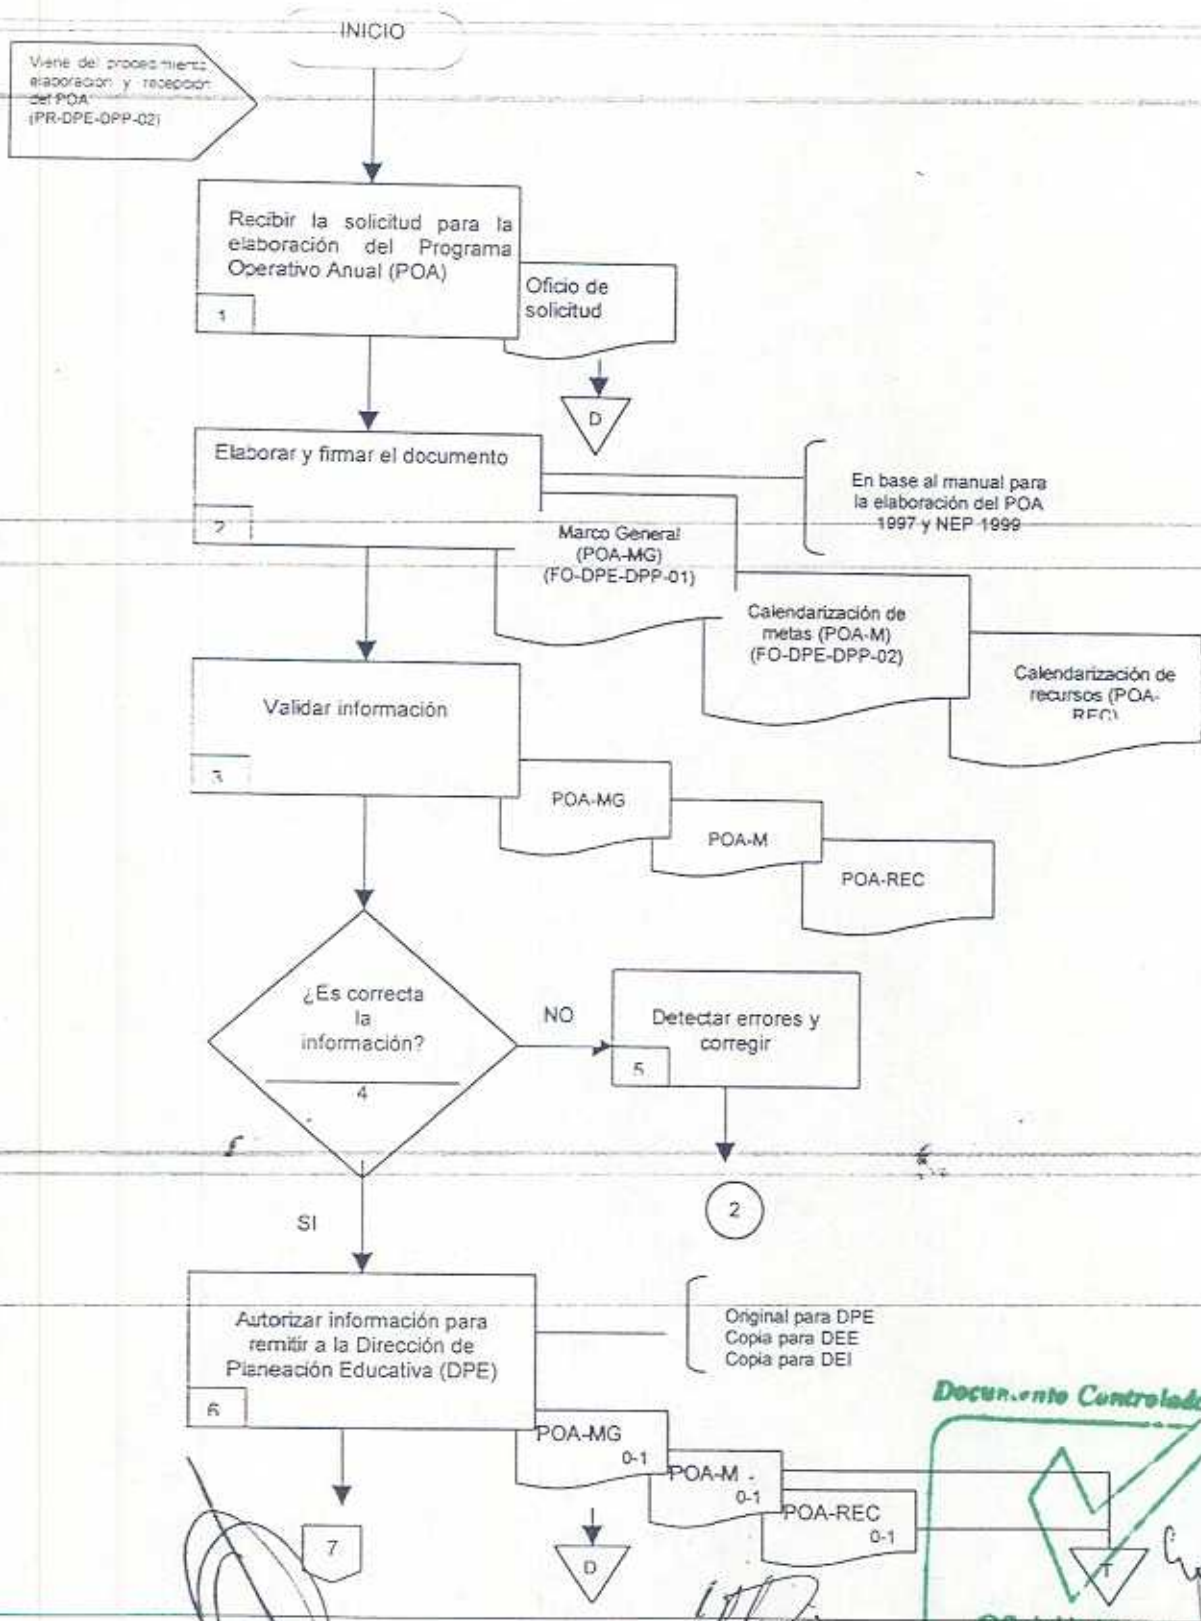 INICIO
Viene del procedimiento
elaboracion y recepción
del POA
(PR-DPE-DPP-02)
Recibir la solicitud para la
elaboración del Programa
Operativo Anual (POA)
1
Oficio de
solicitud
D
Elaborar y firmar el documento
2
En base al manual para
la elaboración del POA
1997 y NEP 1999
Marco General
(POA-MG)
(FO-DPE-DPP-01)
Calendarización de
metas (POA-M)
(FO-DPE-DPP-02)
Calendarización de
recursos (POA-
REC)
Validar información
3
POA-MG
POA-M
POA-REC
¿Es correcta
la
información?
4
NO
Detectar errores y
corregir
5
2
SI
Autorizar información para
remitir a la Dirección de
Planeación Educativa (DPE)
6
Original para DPE
Copia para DEE
Copia para DEI
Documento Controlado
POA-MG
0-1
POA-M
0-1
POA-REC
0-1
7
D
T